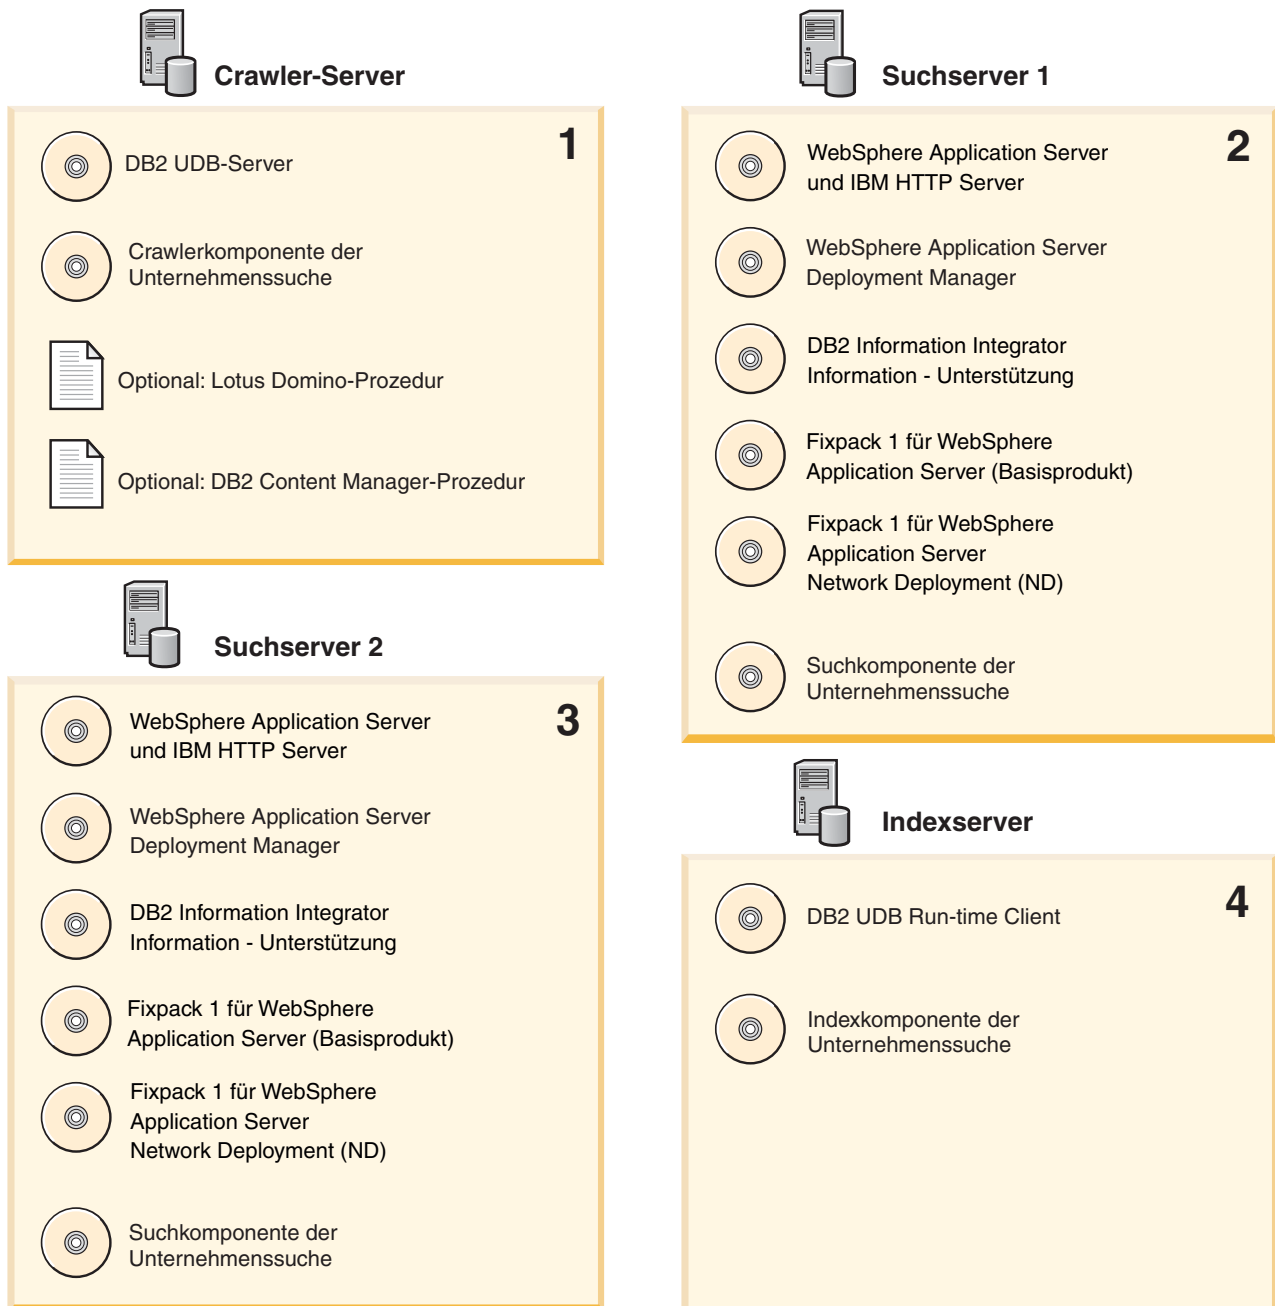 Crawler-Server
1
DB2 UDB-Server
Crawlerkomponente der
Unternehmenssuche
Optional: Lotus Domino-Prozedur
Optional: DB2 Content Manager-Prozedur
Suchserver 1
2
WebSphere Application Server
und IBM HTTP Server
WebSphere Application Server
Deployment Manager
DB2 Information Integrator
Information - Unterstützung
Fixpack 1 für WebSphere
Application Server (Basisprodukt)
Fixpack 1 für WebSphere
Application Server
Network Deployment (ND)
Suchkomponente der
Unternehmenssuche
Suchserver 2
3
WebSphere Application Server
und IBM HTTP Server
WebSphere Application Server
Deployment Manager
DB2 Information Integrator
Information - Unterstützung
Fixpack 1 für WebSphere
Application Server (Basisprodukt)
Fixpack 1 für WebSphere
Application Server
Network Deployment (ND)
Suchkomponente der
Unternehmenssuche
Indexserver
4
DB2 UDB Run-time Client
Indexkomponente der
Unternehmenssuche